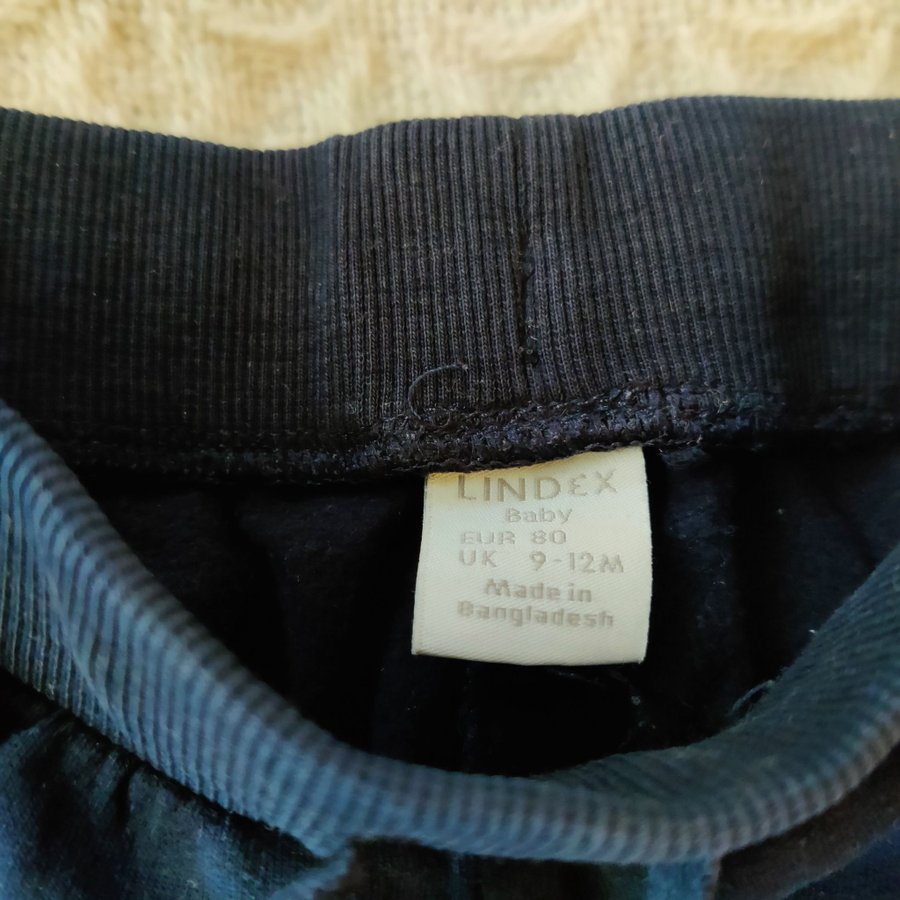 LINDEX
Baby
EUR 80
UK 9-12M
Made in
Bangladesh